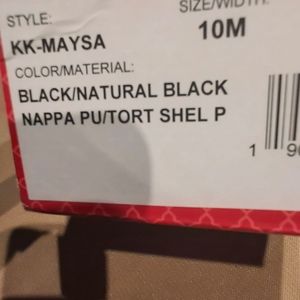 STYLE:
KK-MAYSA
SIZE/WIDTH:
10M
COLOR/MATERIAL:
BLACK/NATURAL BLACK
NAPPA PU/TORT SHEL P